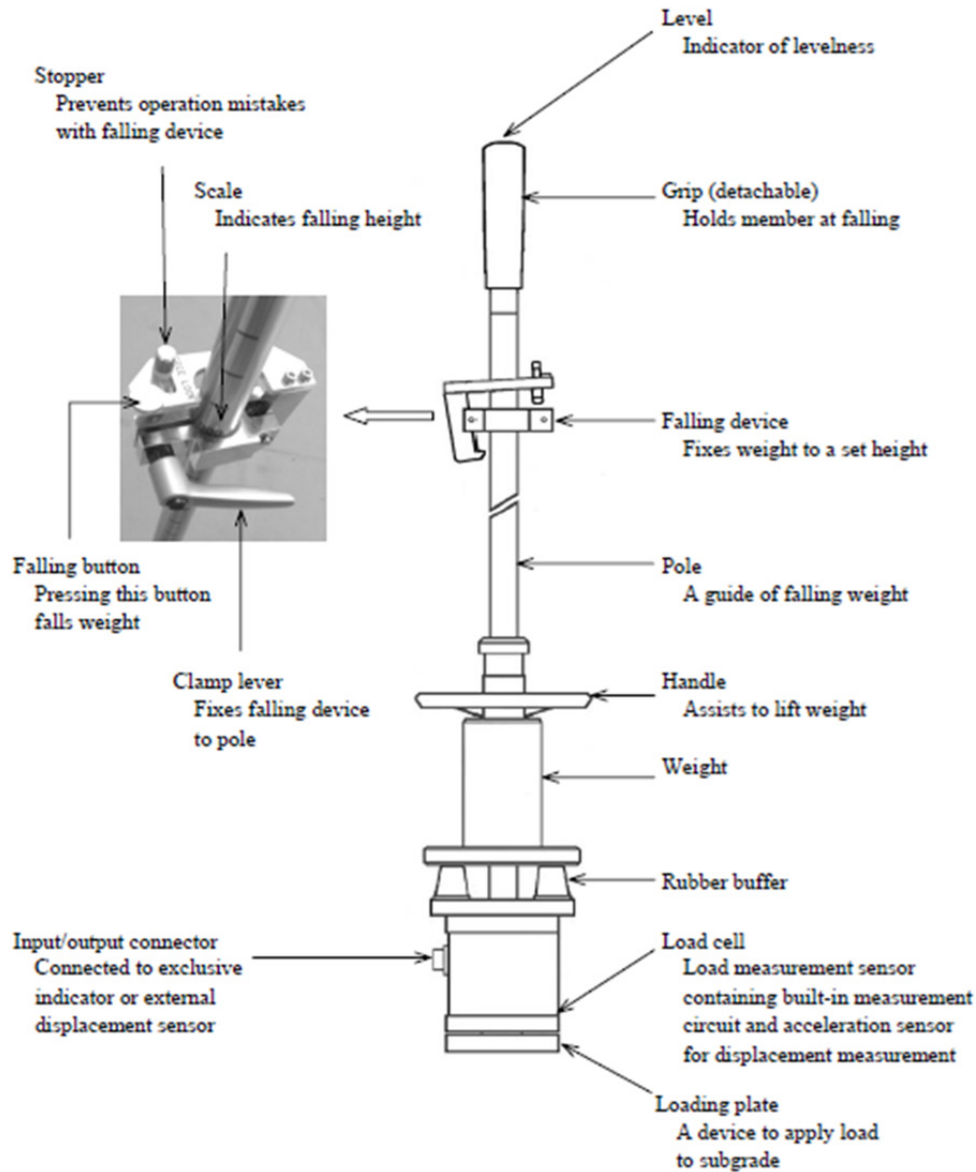 Level
Indicator of levelness
Stopper
Prevents operation mistakes
with falling device
Scale
Indicates falling height
Grip (detachable)
Holds member at falling
Falling device
Fixes weight to a set height
Falling button
Pressing this button
falls weight
Pole
A guide of falling weight
Clamp lever
Fixes falling device
to pole
Handle
Assists to lift weight
Weight
Rubber buffer
Input/output connector
Connected to exclusive
indicator or external
displacement sensor
Load cell
Load measurement sensor
containing built-in measurement
circuit and acceleration sensor
for displacement measurement
Loading plate
A device to apply load
to subgrade